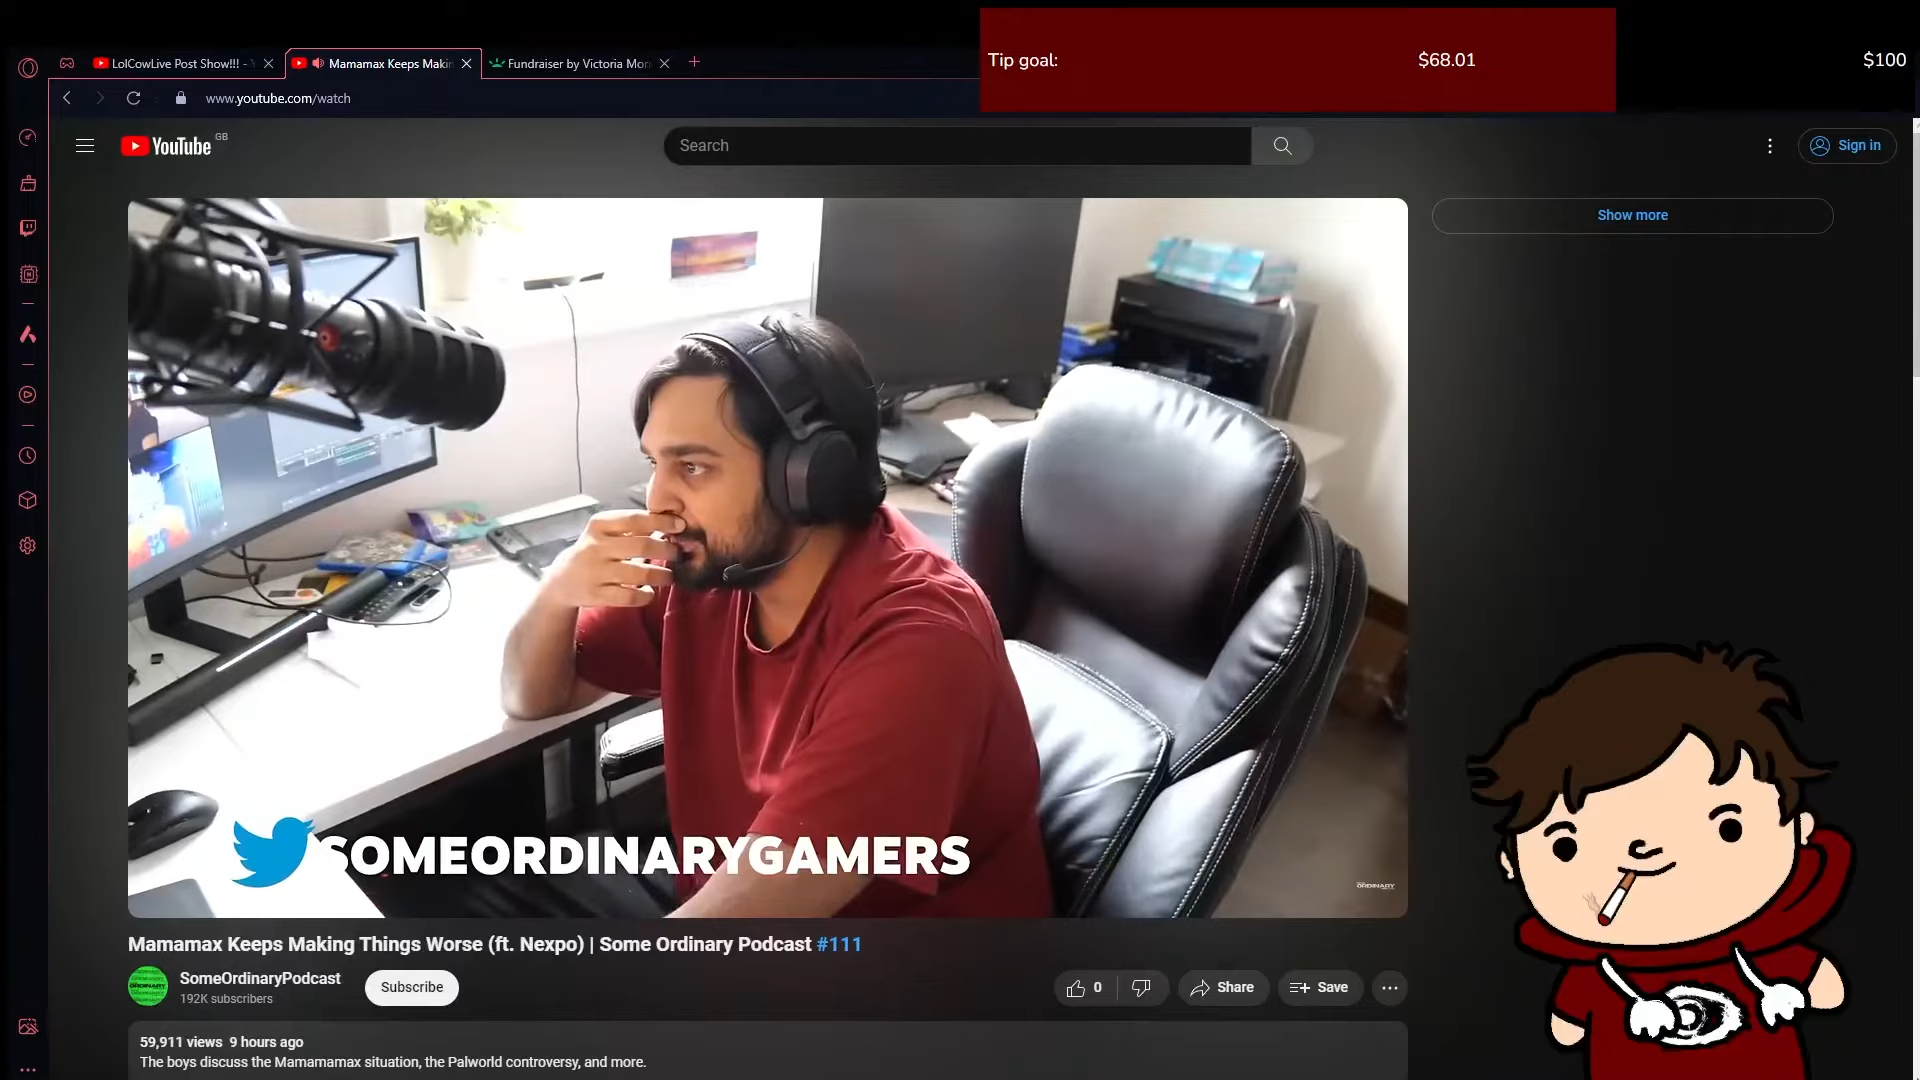 Tip goal:
$68.01
$100
LolCowLive Post Show!!! -
Mamamax Keeps Makin
Fundraiser by Victoria Mor
www.youtube.com/watch
YouTube
GB
Search
Sign in
Show more
SOMEORDINARYGAMERS
ORDINARY
Mamamax Keeps Making Things Worse (ft. Nexpo) | Some Ordinary Podcast #111
ORDINARY
SomeOrdinaryPodcast
192K subscribers
Subscribe
0
Share
Save
59,911 views 9 hours ago
The boys discuss the Mamamamax situation, the Palworld controversy, and more.